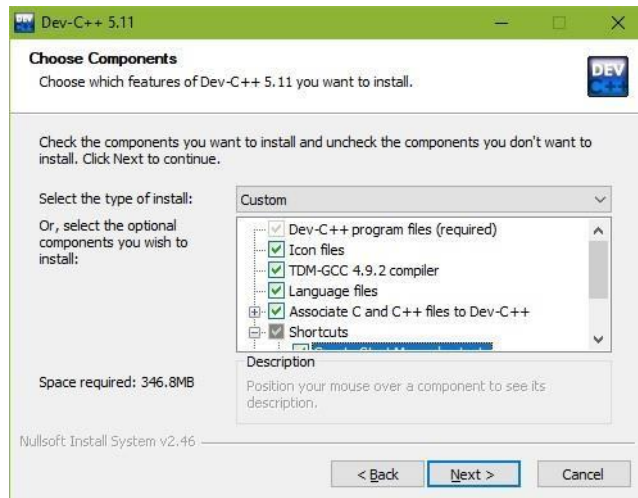 Dev-C++ 5.11
Choose Components
Choose which features of Dev-C++ 5.11 you want to install.
DEV
C++
Check the components you want to install and uncheck the components you don't want to
install. Click Next to continue.
Select the type of install:
Custom
Or, select the optional
components you wish to
install:
Dev-C++ program files (required)
Icon files
TDM-GCC 4.9.2 compiler
Language files
Associate C and C++ files to Dev-C++
Shortcuts
Space required: 346.8MB
Description
Position your mouse over a component to see its
description.
Nullsoft Install System v2.46
< Back
Next >
Cancel